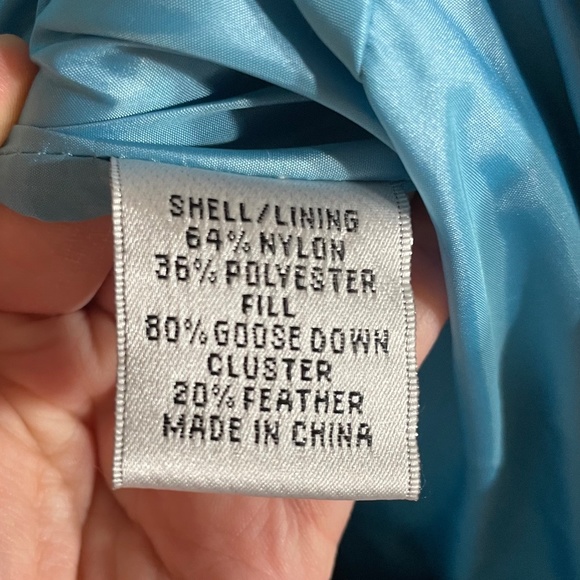 SHELL/LINING
64% NYLON
36% POLYESTER
FILL
80% GOOSE DOWN
CLUSTER
20% FEATHER
MADE IN CHINA